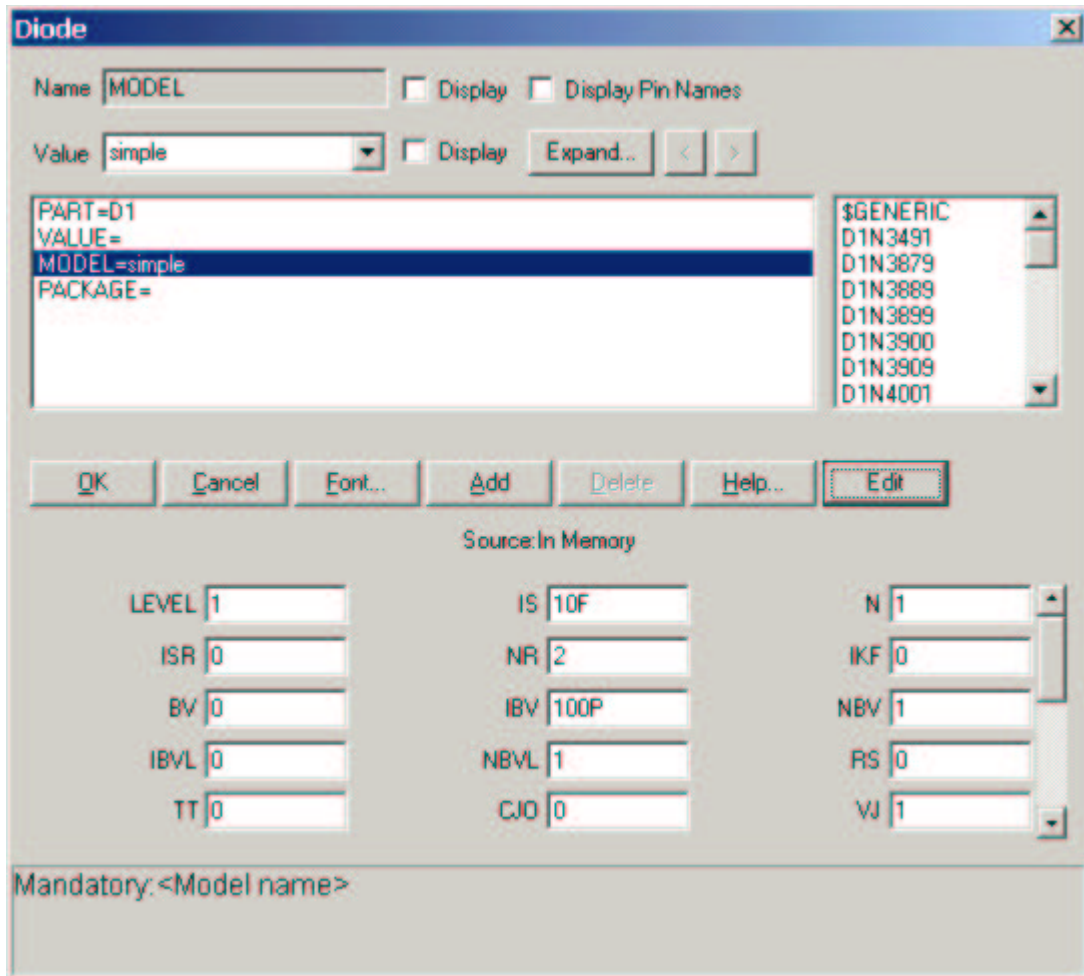 Diode
Name MODEL Display Display Pin Names
Value simple Display Expand... < >
PART=D1
VALUE=
MODEL=simple
PACKAGE=
$GENERIC
D1N3491
D1N3879
D1N3889
D1N3899
D1N3900
D1N3909
D1N4001
OK Cancel Font... Add Delete Help... Edit
Source:In Memory
LEVEL 1 IS 10F N 1
ISR 0 NR 2 IKF 0
BV 0 IBV 100P NBV 1
IBVL 0 NBVL 1 RS 0
TT 0 CJO 0 VJ 1
Mandatory:<Model name>